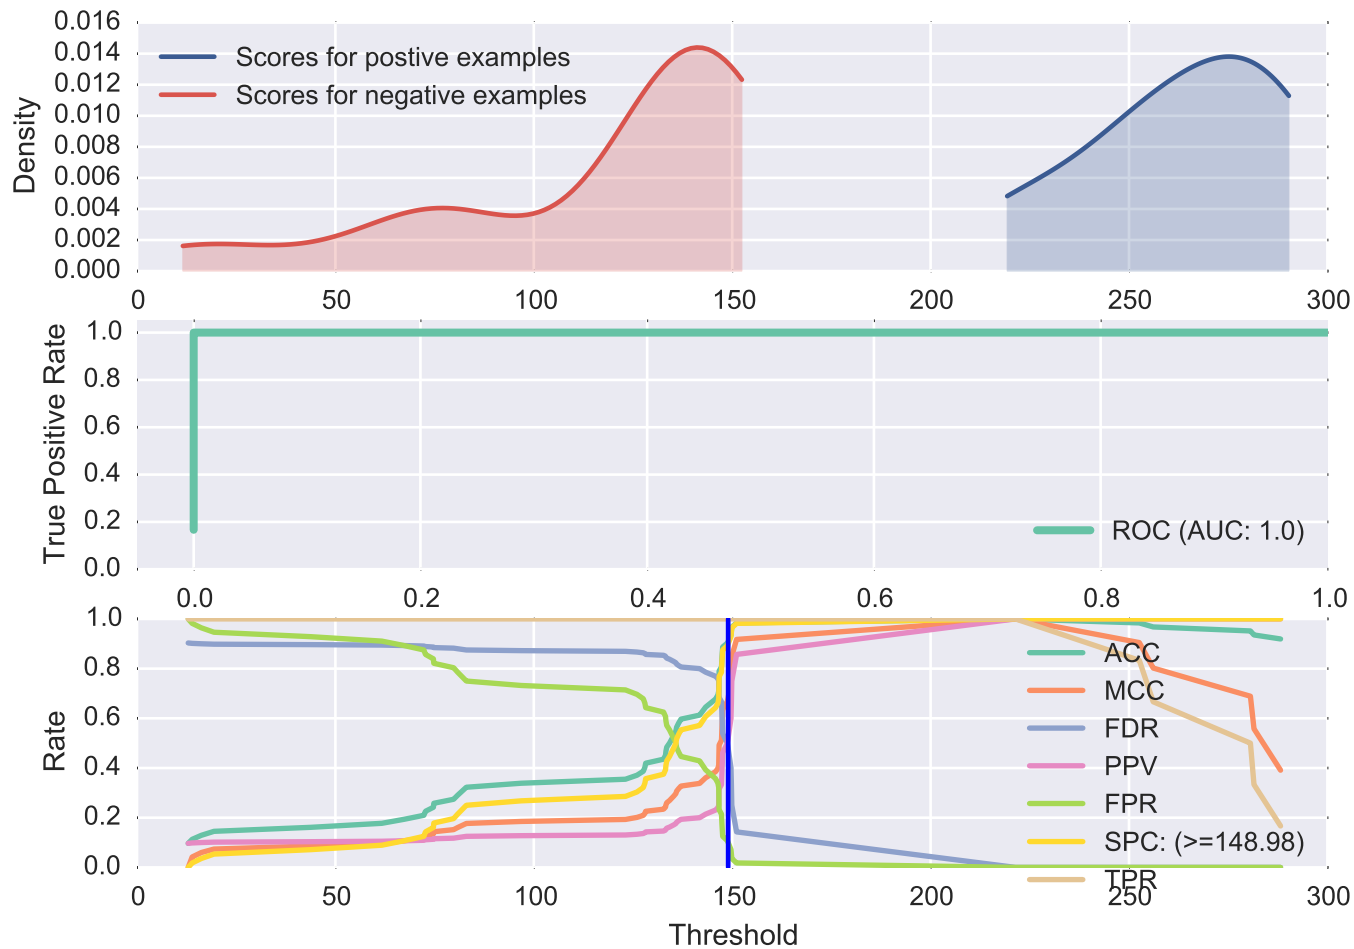 0.016
0.014
0.012
0.010
0.008
0.006
0.004
0.002
0.000
Density
Scores for postive examples
Scores for negative examples
0 50 100 150 200 250 300
1.0
0.8
0.6
0.4
0.2
0.0
True Positive Rate
ROC (AUC: 1.0)
0.0 0.2 0.4 0.6 0.8 1.0
1.0
0.8
0.6
0.4
0.2
0.0
Rate
ACC
MCC
FDR
PPV
FPR
SPC: (>=148.98)
TPR
0 50 100 150 200 250 300
Threshold